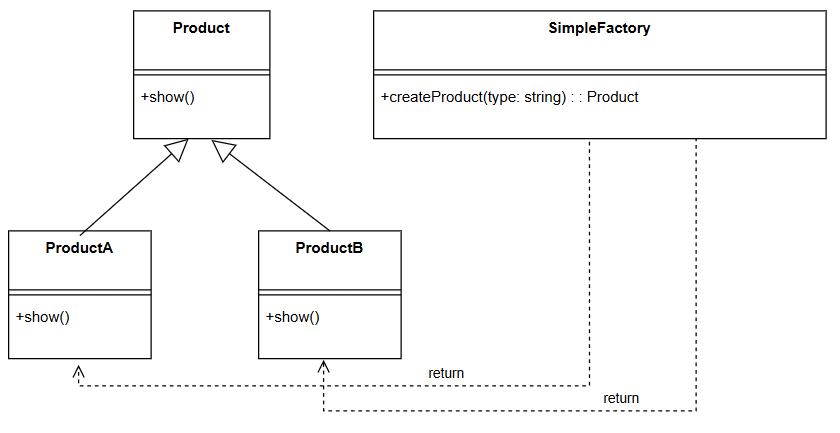 Product
SimpleFactory
+show()
+createProduct(type: string) : : Product
ProductA
ProductB
+show()
+show()
return
return